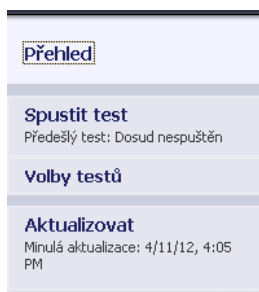 Přehled
Spustit test
Předešlý test: Dosud nespuštěn
Volby testů
Aktualizovat
Minulá aktualizace: 4/11/12, 4:05
PM